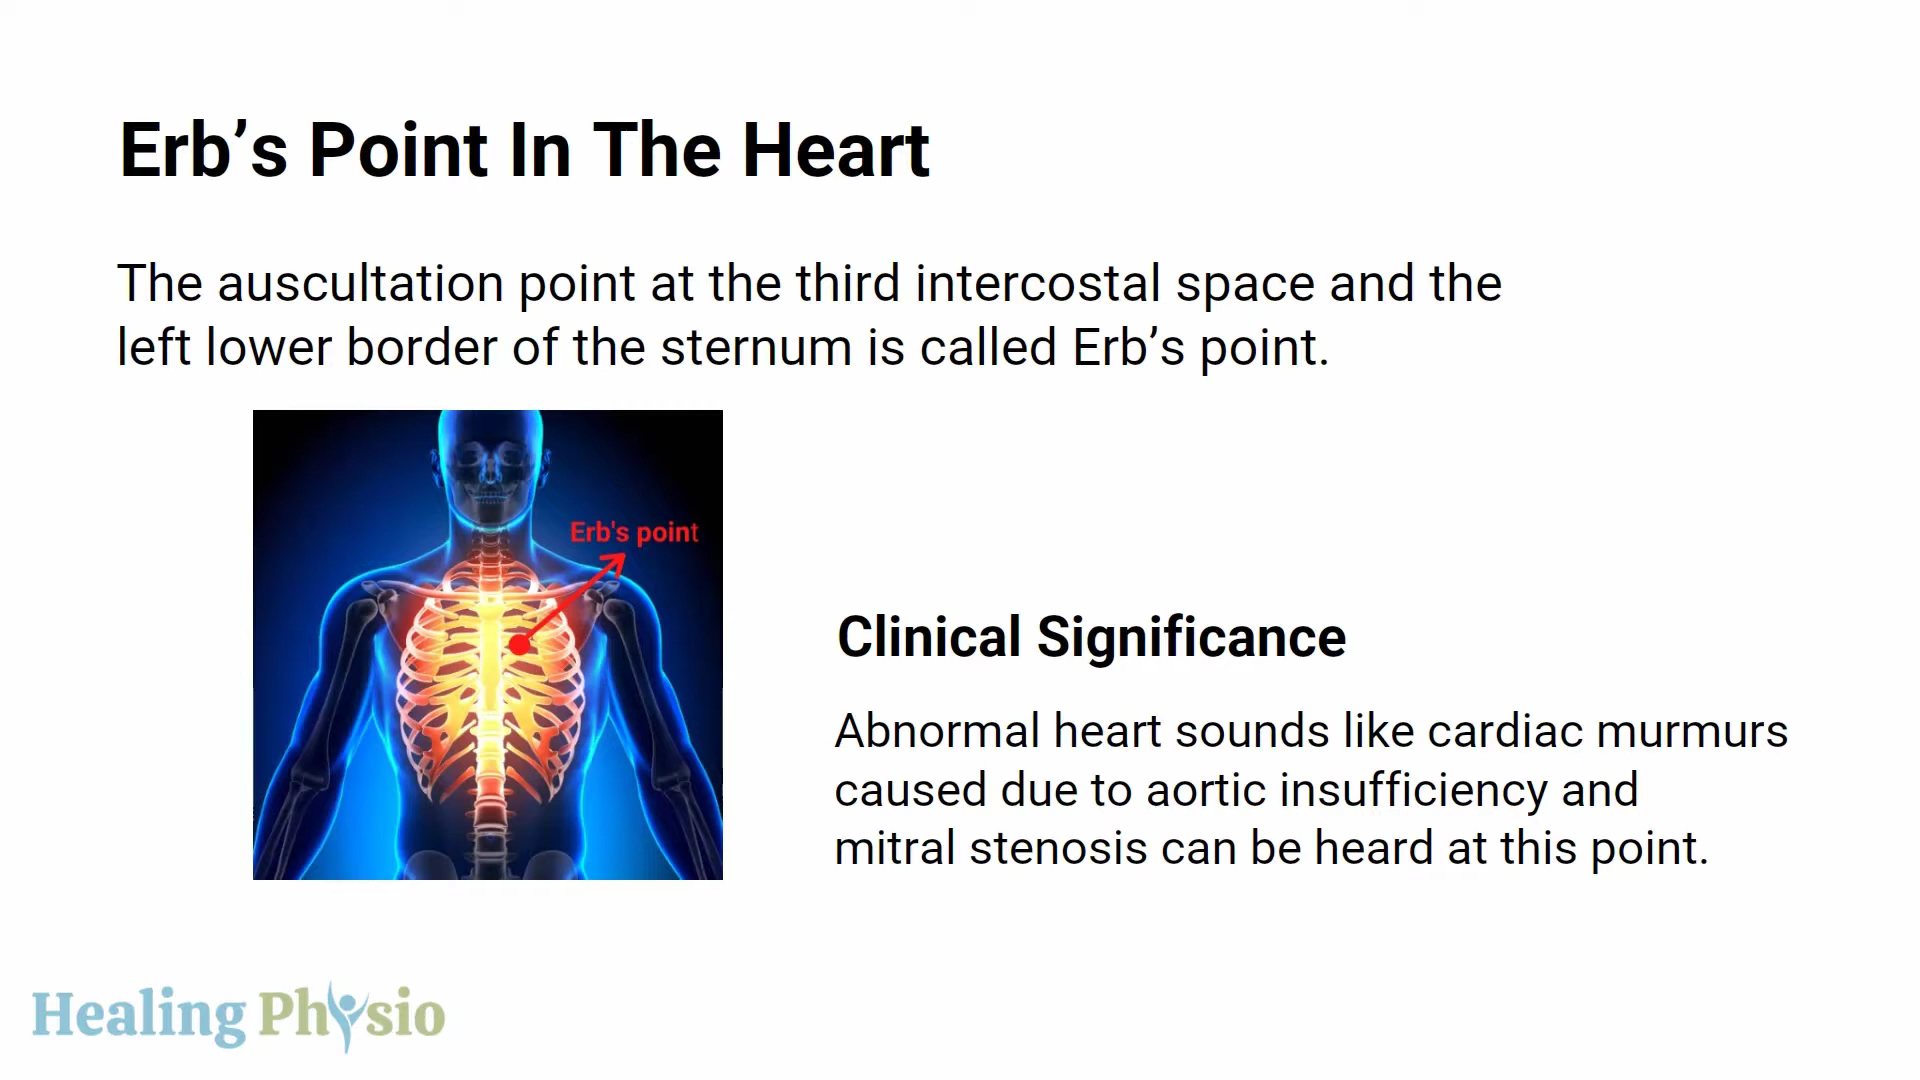 Erb’s Point In The Heart
The auscultation point at the third intercostal space and the
left lower border of the sternum is called Erb’s point.
Erb's point
Clinical Significance
Abnormal heart sounds like cardiac murmurs
caused due to aortic insufficiency and
mitral stenosis can be heard at this point.
Healing Physio